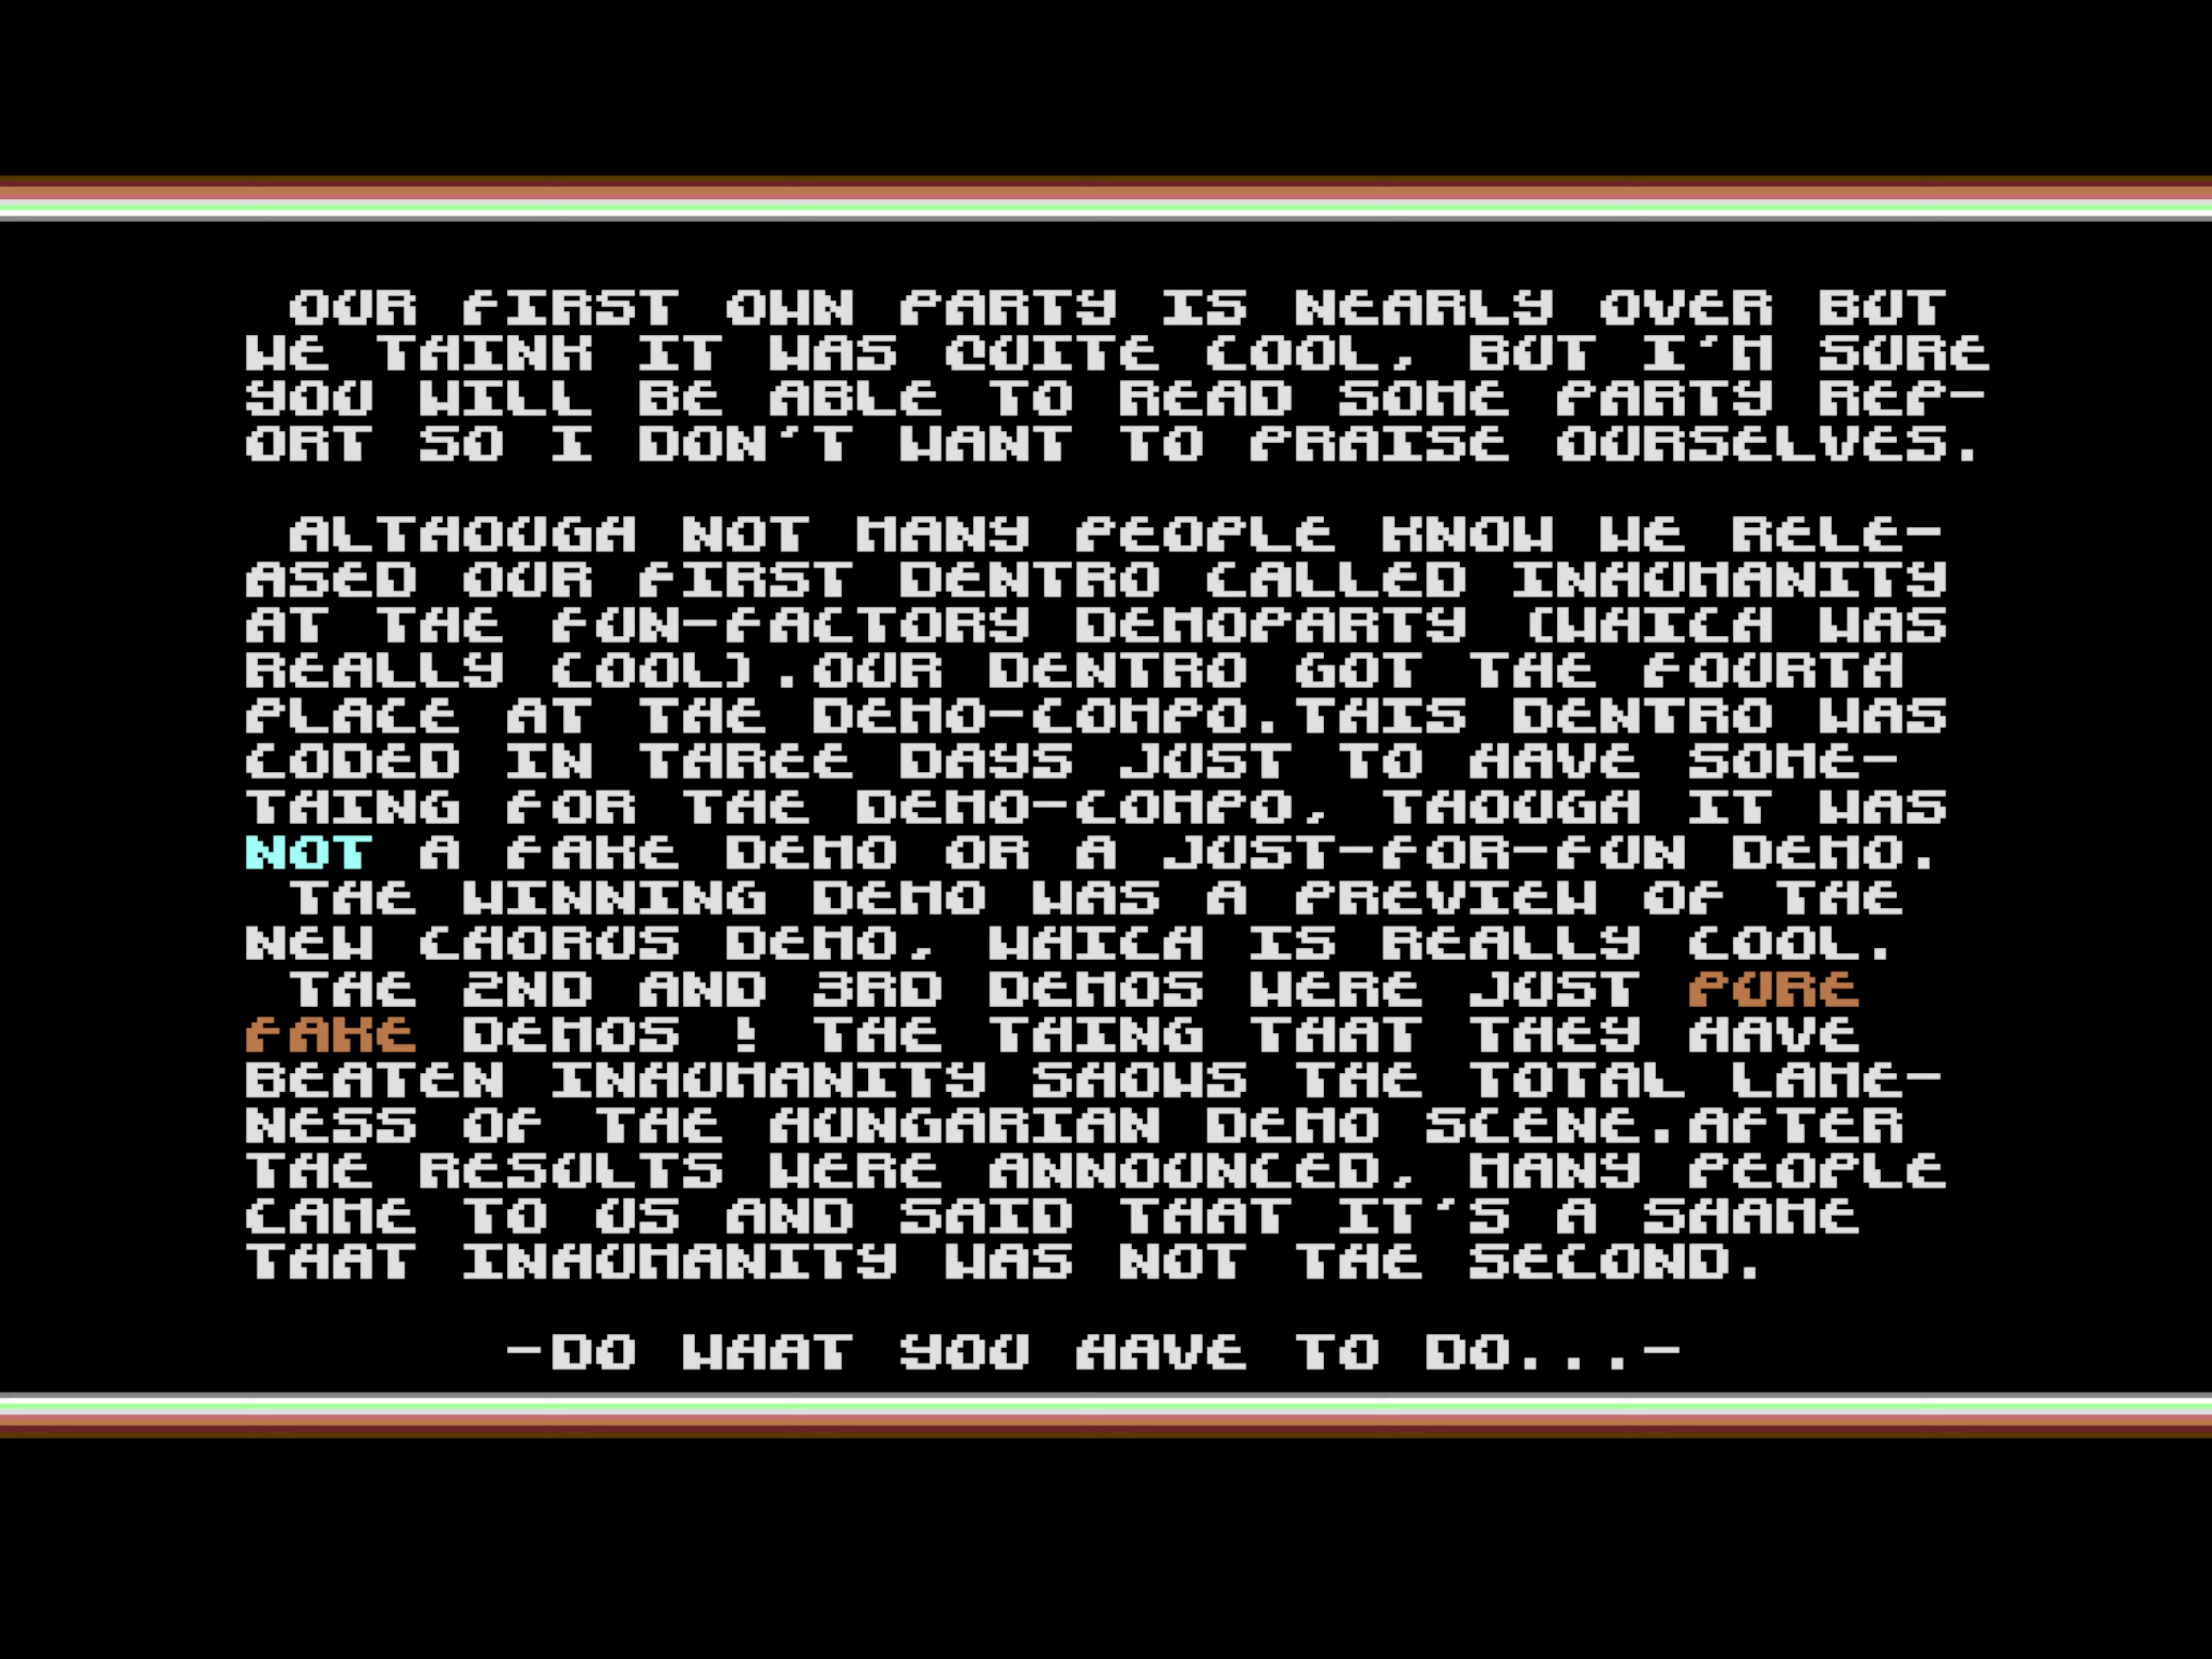 OUR FIRST OWN PARTY IS NEARLY OVER BUT
WE THINK IT WAS QUITE COOL, BUT I'M SURE
YOU WILL BE ABLE TO READ SOME PARTY REP-
ORT SO I DON'T WANT TO PRAISE OURSELVES.
ALTHOUGH NOT MANY PEOPLE KNOW WE RELE-
ASED OUR FIRST DENTRO CALLED INHUMANITY
AT THE FUN-FACTORY DEMOPARTY (WHICH WAS
REALLY COOL).OUR DENTRO GOT THE FOURTH
PLACE AT THE DEMO-COMPO.THIS DENTRO WAS
CODED IN THREE DAYS JUST TO HAVE SOME-
THING FOR THE DEMO-COMPO, THOUGH IT WAS
NOT A FAKE DEMO OR A JUST-FOR-FUN DEMO.
THE WINNING DEMO WAS A PREVIEW OF THE
NEW CHORUS DEMO, WHICH IS REALLY COOL.
THE 2ND AND 3RD DEMOS WERE JUST PURE
FAKE DEMOS ! THE THING THAT THEY HAVE
BEATEN INHUMANITY SHOWS THE TOTAL LAME-
NESS OF THE HUNGARIAN DEMO SCENE.AFTER
THE RESULTS WERE ANNOUNCED, MANY PEOPLE
CAME TO US AND SAID THAT IT'S A SHAME
THAT INHUMANITY WAS NOT THE SECOND.
-DO WHAT YOU HAVE TO DO...-